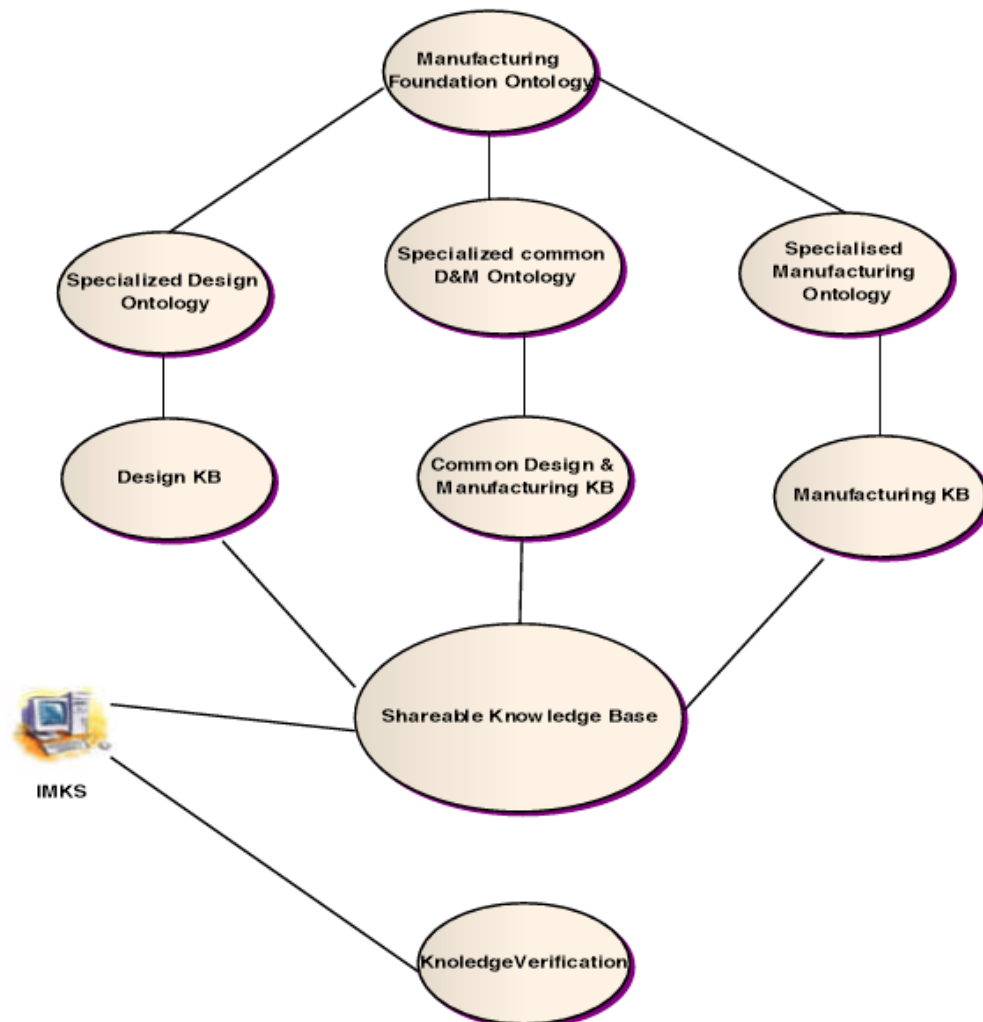 Manufacturing
Foundation Ontology
Specialized Design
Ontology
Specialized common
D&M Ontology
Specialised
Manufacturing
Ontology
Design KB
Common Design &
Manufacturing KB
Manufacturing KB
Shareable Knowledge Base
IMKS
KnoledgeVerification